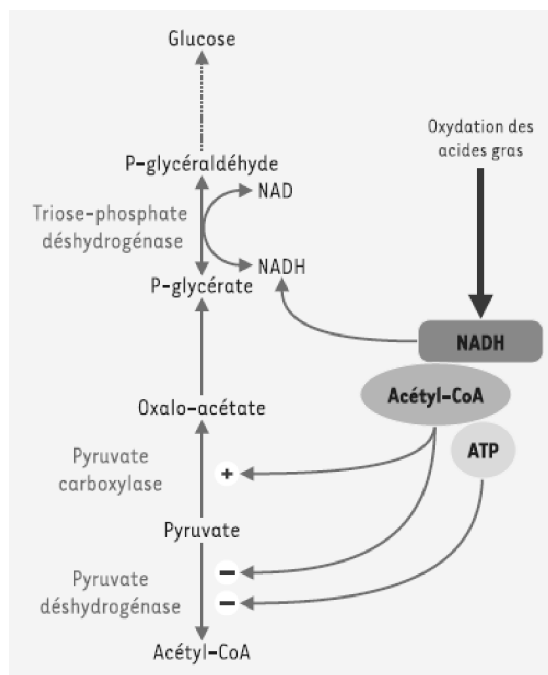 Glucose
Oxydation des
acides gras
P-glycéraldéhyde
NAD
Triose-phosphate
déshydrogénase
NADH
P-glycérate
NADH
Acétyl-CoA
Oxalo-acétate
ATP
Pyruvate
carboxylase
+
Pyruvate
−
Pyruvate
déshydrogénase
−
Acétyl-CoA